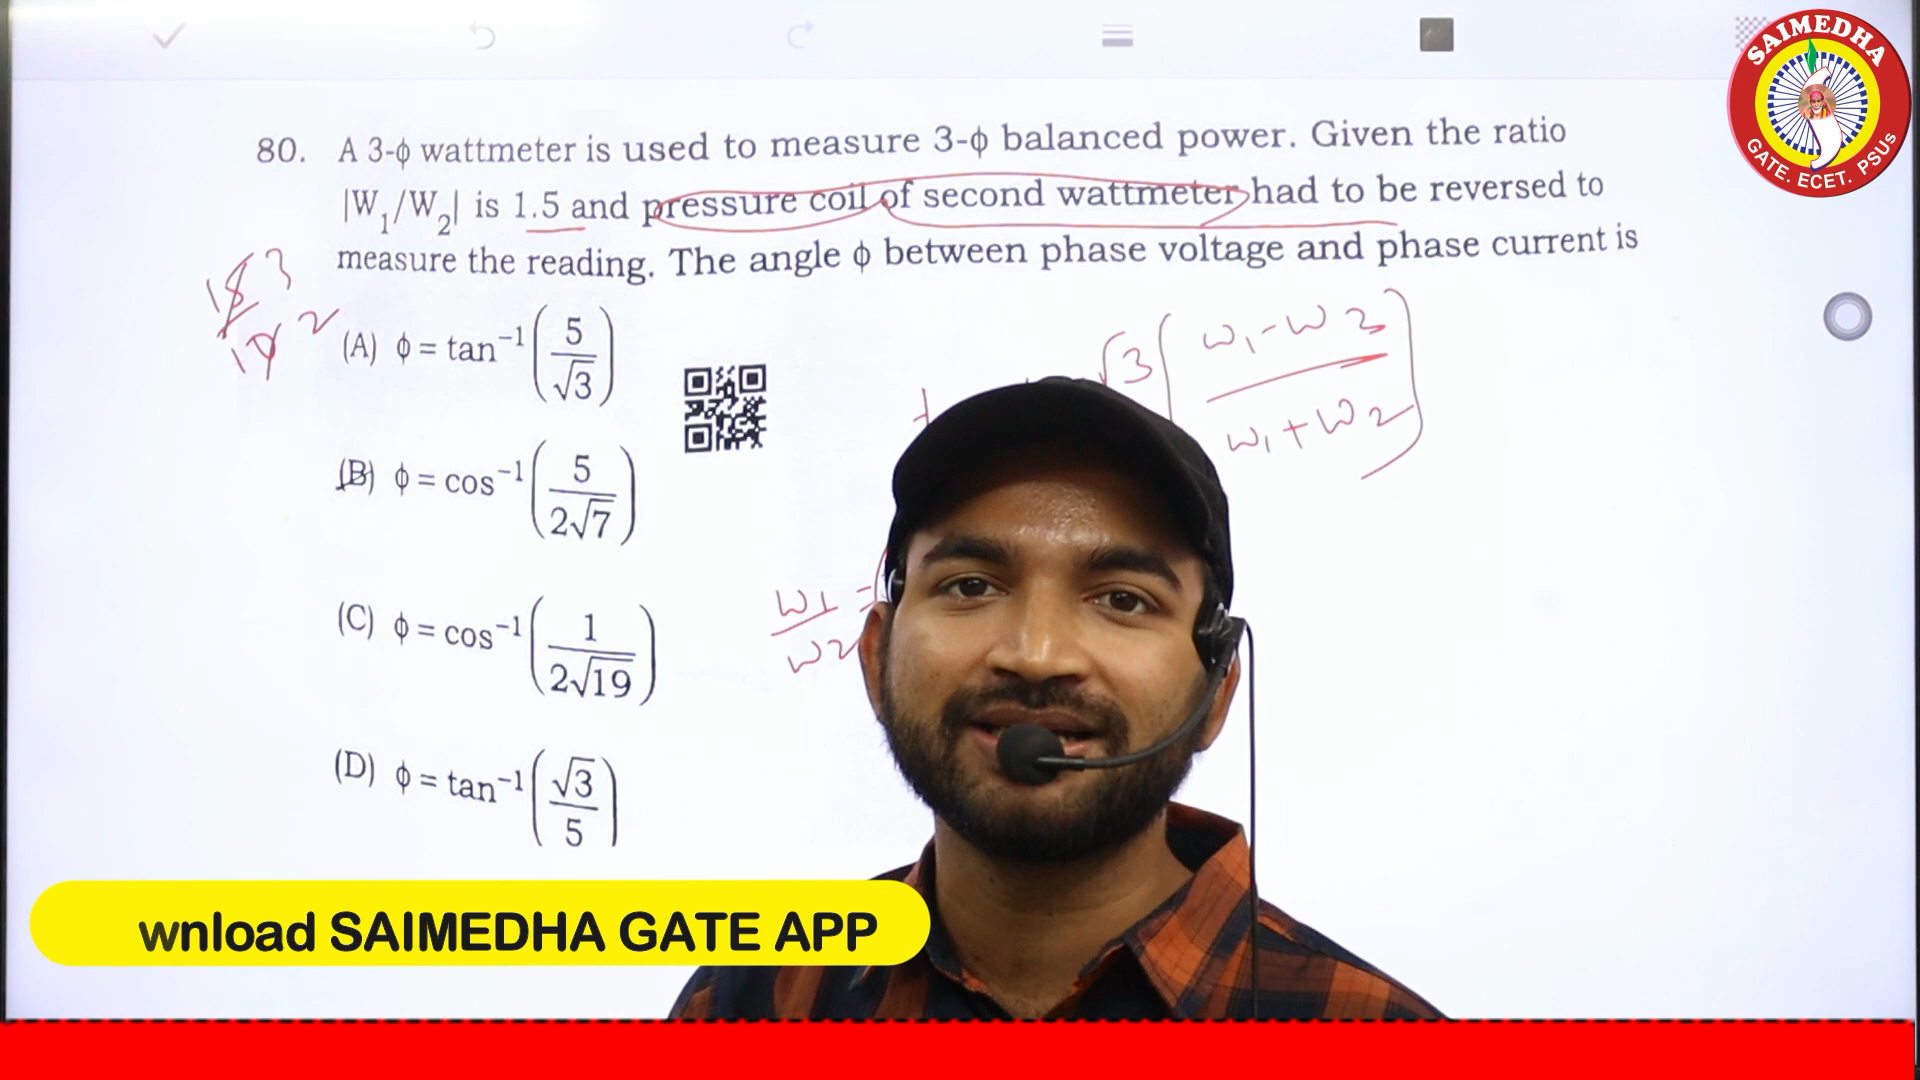 SAIMEDHA
GATE. ECET. PSUs
80. A 3-ϕ wattmeter is used to measure 3-ϕ balanced power. Given the ratio
|W₁/W₂| is 1.5 and pressure coil of second wattmeter had to be reversed to
measure the reading. The angle ϕ between phase voltage and phase current is
(A) ϕ = tan⁻¹(5/√3)
(B) ϕ = cos⁻¹(5/2√7)
(C) ϕ = cos⁻¹(1/2√19)
(D) ϕ = tan⁻¹(√3/5)
√3 (W₁-W₂
W₁+W₂)
W1 =
W2
wnload SAIMEDHA GATE APP